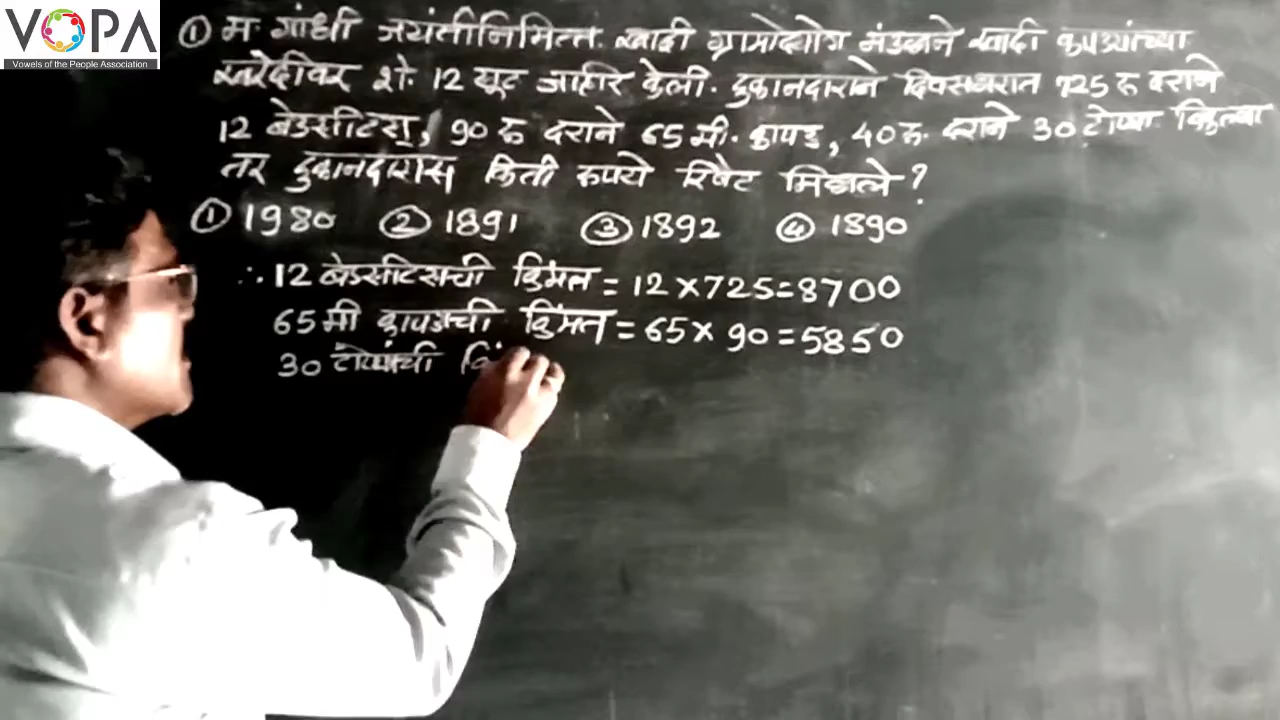 VOPA
Vowels of the People Association
① म. गांधी जयंतीनिमित्त खादी ग्रामोद्योग मंडळाने खादी कपड्यांच्या
खरेदीवर शे. 12 सूट जाहीर केली. दुकानदाराने दिवसभरात 725 रु दराने
12 बेडसीटस्, 90 रु दराने 65 मी. कापड, 40 रु. दराने 30 टोप्या विकल्या
तर दुकानदारास किती रुपये रिबेट मिळाले?
① 1980 ② 1891 ③ 1892 ④ 1890
∴ 12 बेडसीटसची किंमत = 12 × 725 = 8700
65 मी कापडाची किंमत = 65 × 90 = 5850
30 टोप्यांची किं